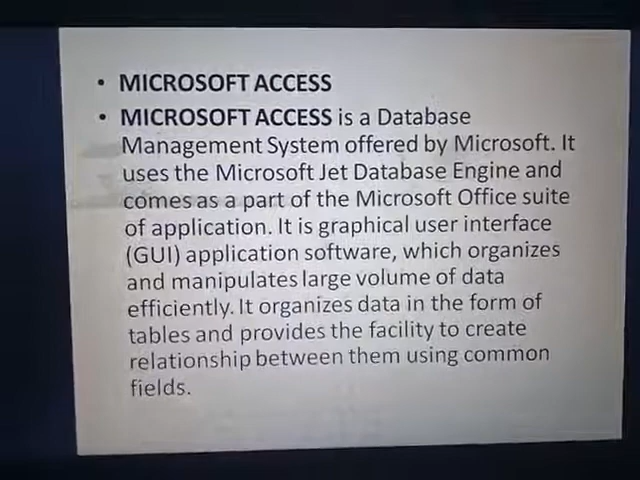 • MICROSOFT ACCESS
• MICROSOFT ACCESS is a Database
Management System offered by Microsoft. It
uses the Microsoft Jet Database Engine and
comes as a part of the Microsoft Office suite
of application. It is graphical user interface
(GUI) application software, which organizes
and manipulates large volume of data
efficiently. It organizes data in the form of
tables and provides the facility to create
relationship between them using common
fields.